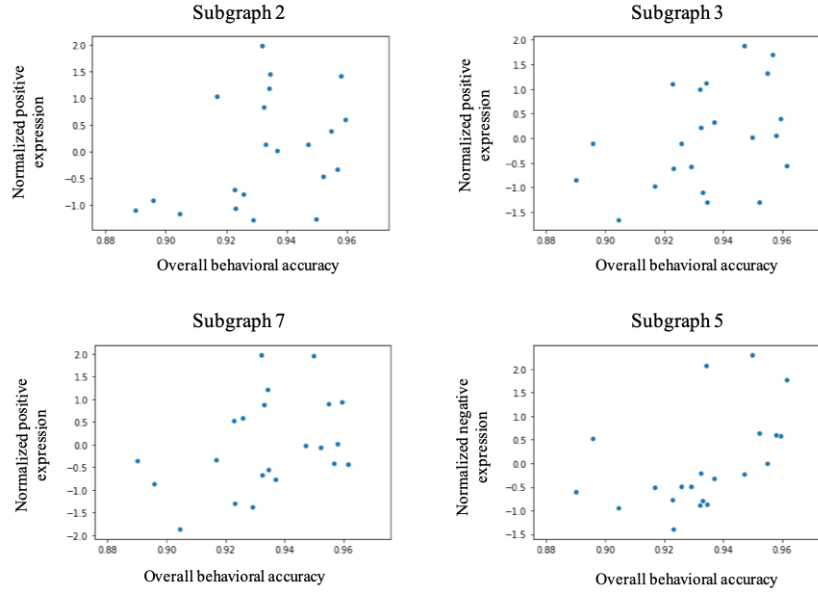 Subgraph 2
Normalized positive
expression
2.0
1.5
1.0
0.5
0.0
−0.5
−1.0
0.88 0.90 0.92 0.94 0.96
Overall behavioral accuracy
Subgraph 3
Normalized positive
expression
2.0
1.5
1.0
0.5
0.0
−0.5
−1.0
−1.5
0.88 0.90 0.92 0.94 0.96
Overall behavioral accuracy
Subgraph 7
Normalized positive
expression
2.0
1.5
1.0
0.5
0.0
−0.5
−1.0
−1.5
−2.0
0.88 0.90 0.92 0.94 0.96
Overall behavioral accuracy
Subgraph 5
Normalized negative
expression
2.5
2.0
1.5
1.0
0.5
0.0
−0.5
−1.0
−1.5
0.88 0.90 0.92 0.94 0.96
Overall behavioral accuracy